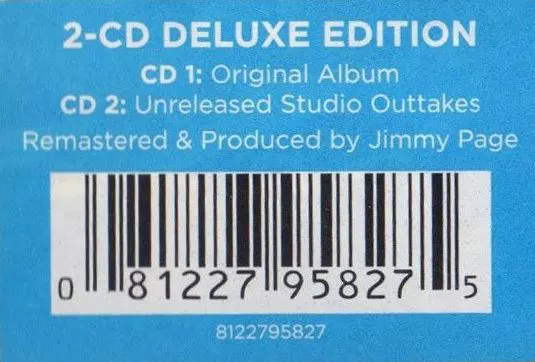 2-CD DELUXE EDITION
CD 1: Original Album
CD 2: Unreleased Studio Outtakes
Remastered & Produced by Jimmy Page
0 81227 95827 5
8122795827